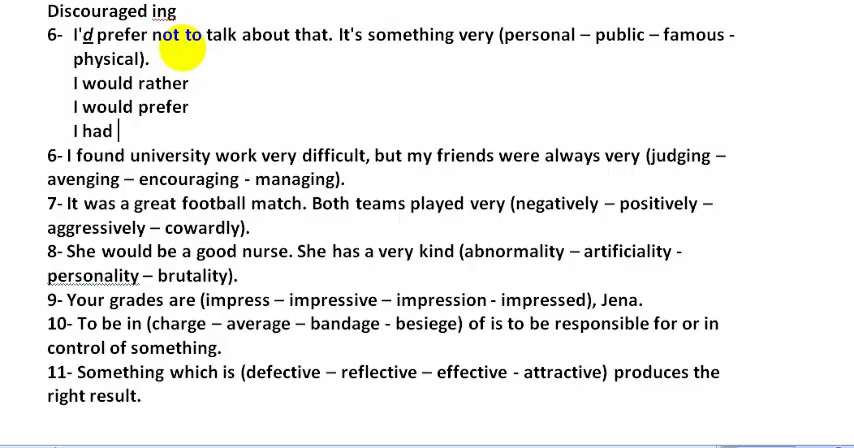 Discouraged ing
6- I'd prefer not to talk about that. It's something very (personal – public – famous -
physical).
I would rather
I would prefer
I had
6- I found university work very difficult, but my friends were always very (judging –
avenging – encouraging - managing).
7- It was a great football match. Both teams played very (negatively – positively –
aggressively – cowardly).
8- She would be a good nurse. She has a very kind (abnormality – artificiality -
personality – brutality).
9- Your grades are (impress – impressive – impression - impressed), Jena.
10- To be in (charge – average – bandage - besiege) of is to be responsible for or in
control of something.
11- Something which is (defective – reflective – effective - attractive) produces the
right result.